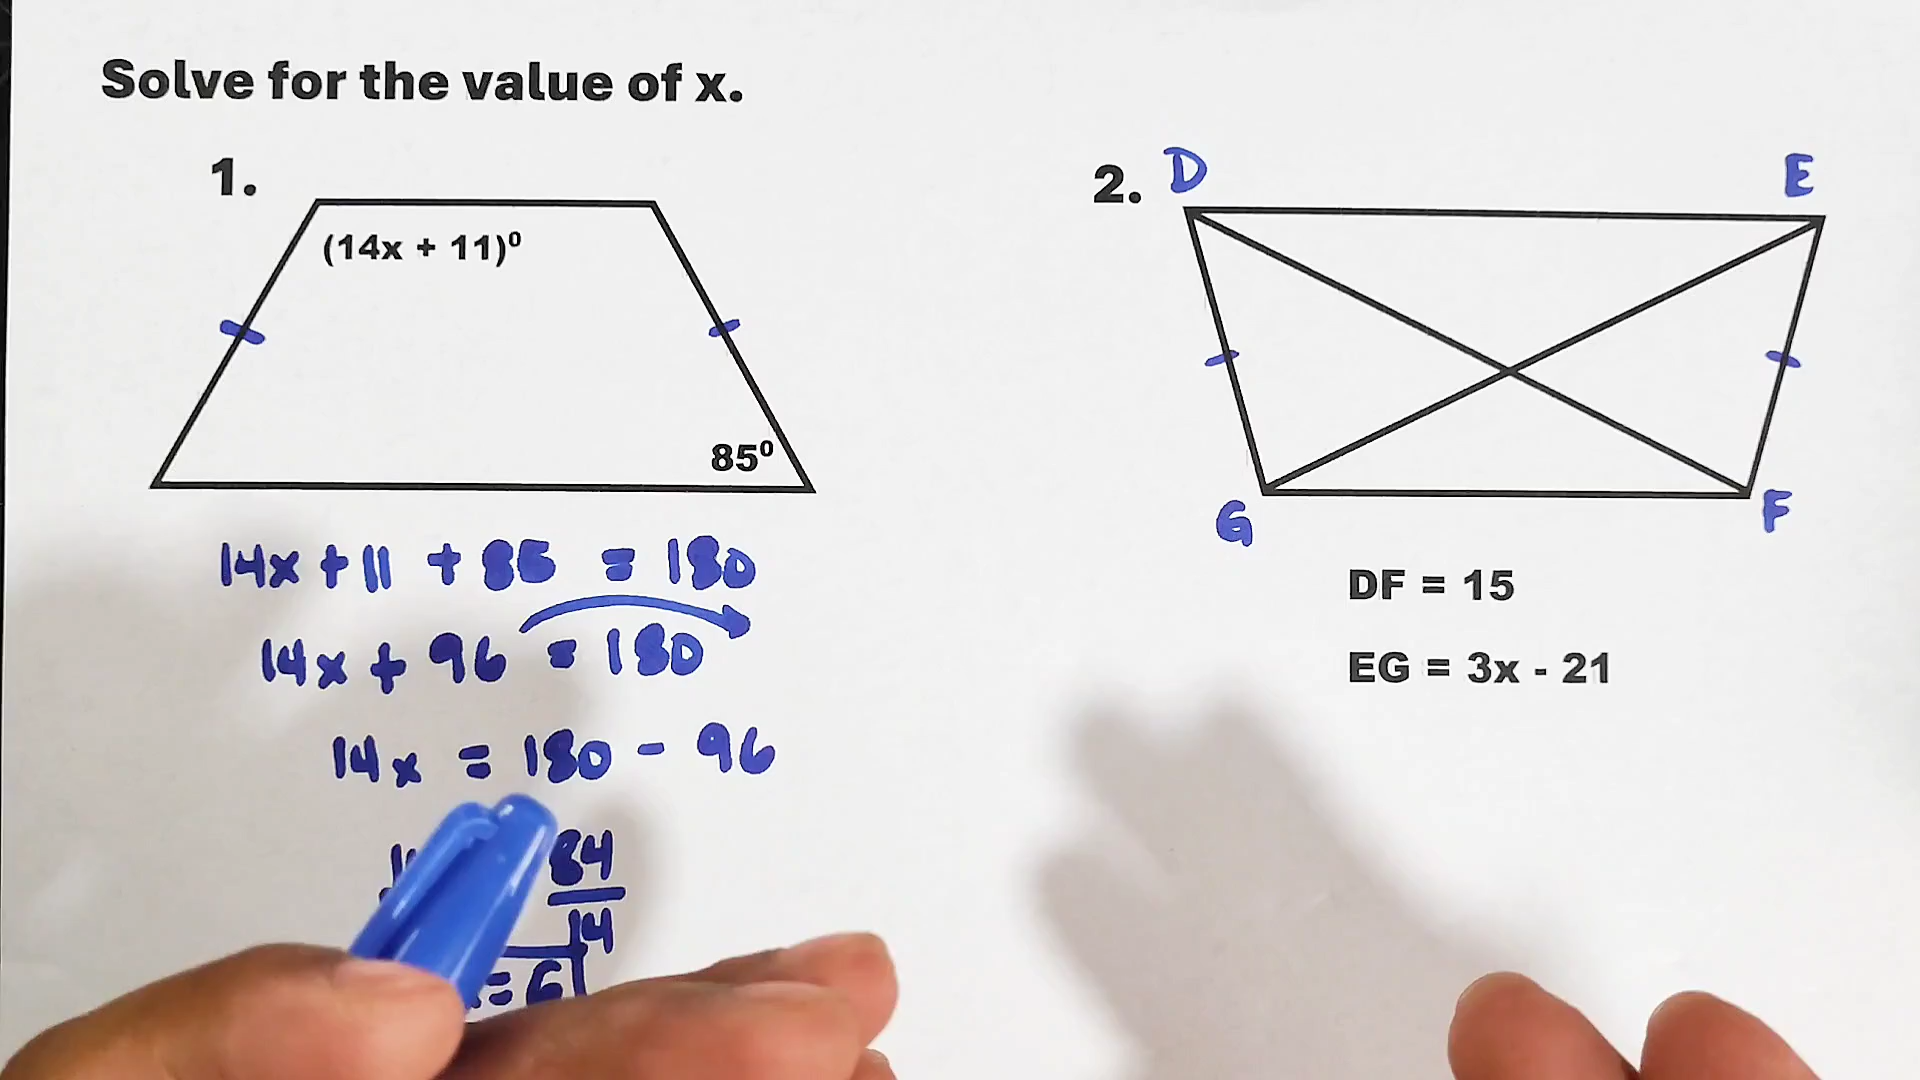 Solve for the value of x.
1.
(14x + 11)⁰
85⁰
14x + 11 + 85 = 180
14x + 96 = 180
14x = 180 - 96
84
14
= 6
2.
D
E
G
F
DF = 15
EG = 3x - 21